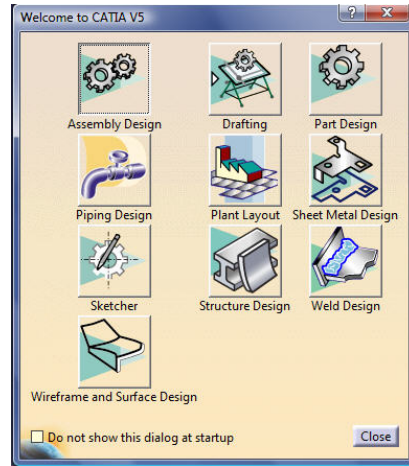 Welcome to CATIA V5
Assembly Design
Drafting
Part Design
Piping Design
Plant Layout
Sheet Metal Design
Sketcher
Structure Design
Weld Design
Wireframe and Surface Design
Do not show this dialog at startup
Close